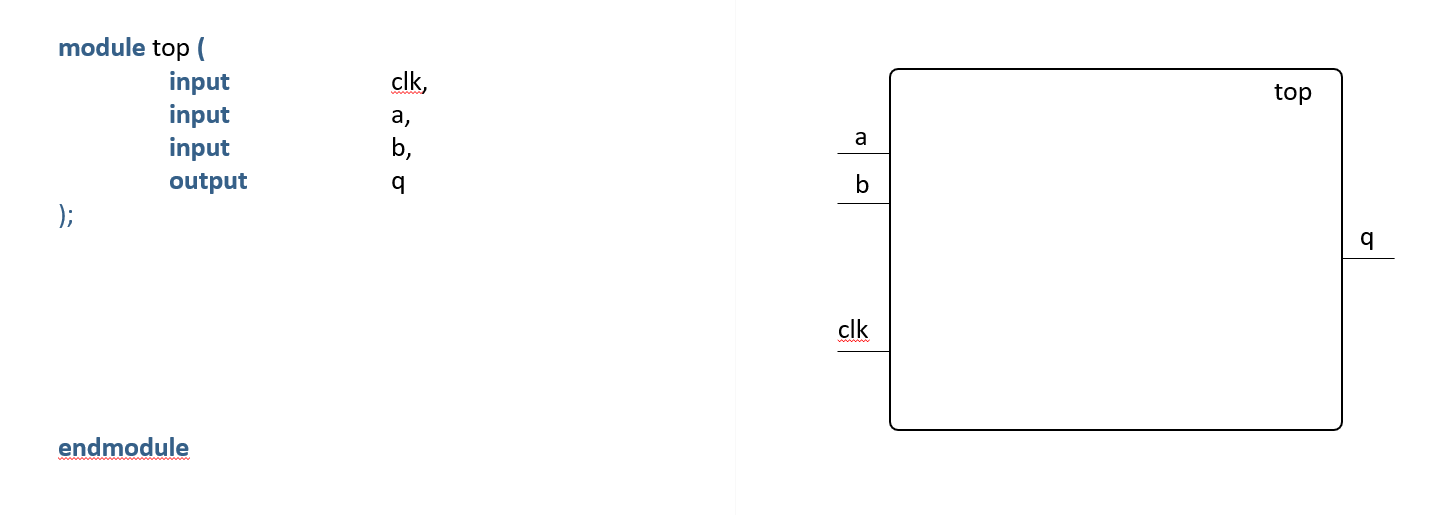 module top (
input clk,
input a,
input b,
output q
);
endmodule
top
a
b
q
clk